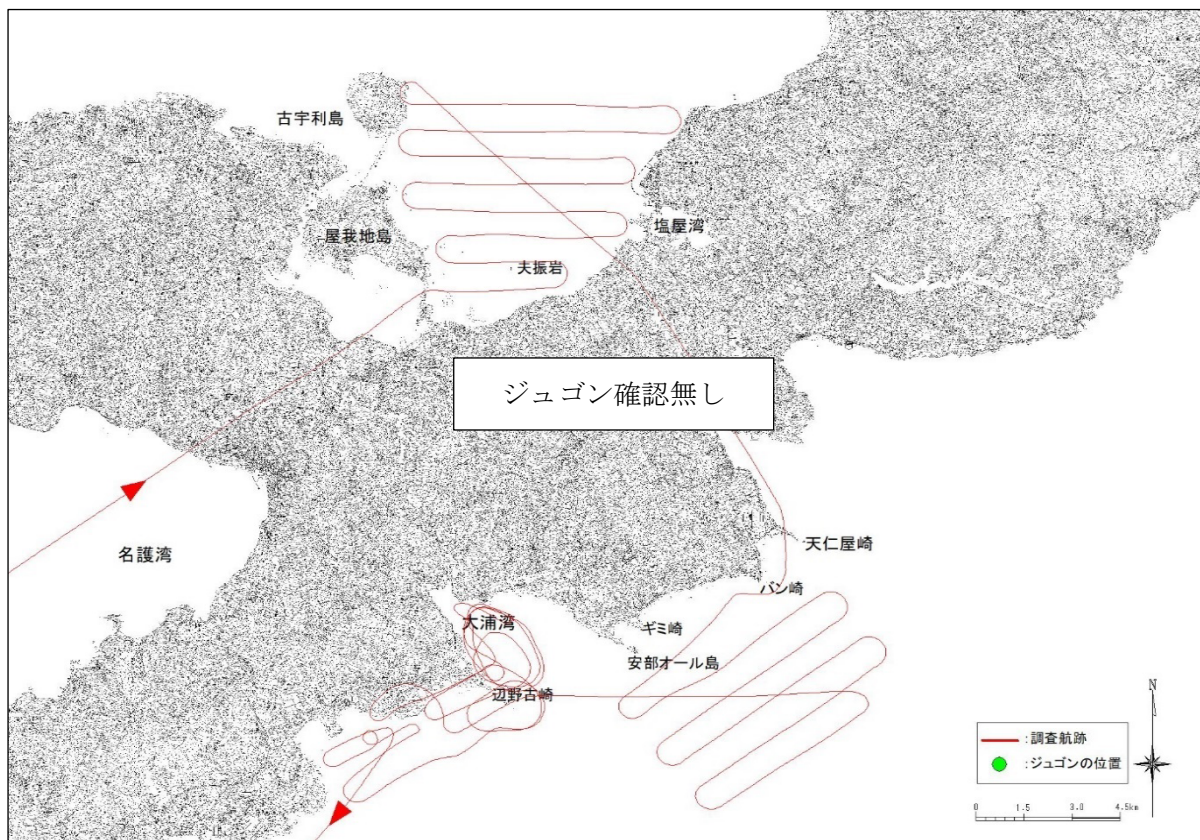 古宇利島
屋我地島
塩屋湾
夫振岩
ジュゴン確認無し
天仁屋崎
名護湾
バン崎
大浦湾
ギミ崎
安部オール島
辺野古崎
N
:調査航跡
:ジュゴンの位置
0 1.5 3.0 4.5km